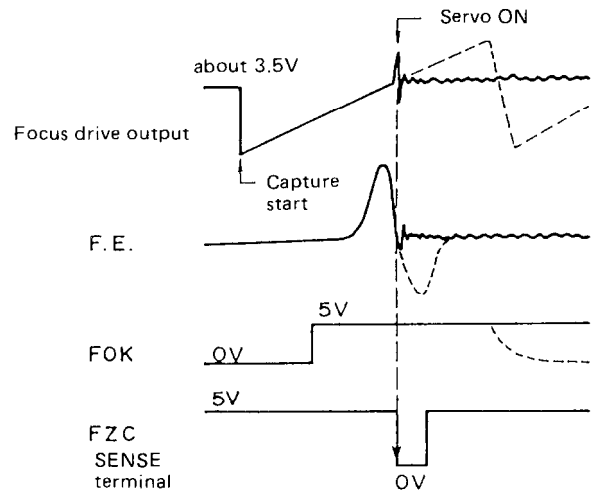 Servo ON
about 3.5V
Focus drive output
Capture
start
F.E.
5V
FOK
0V
5V
FZC
SENSE
terminal
0V